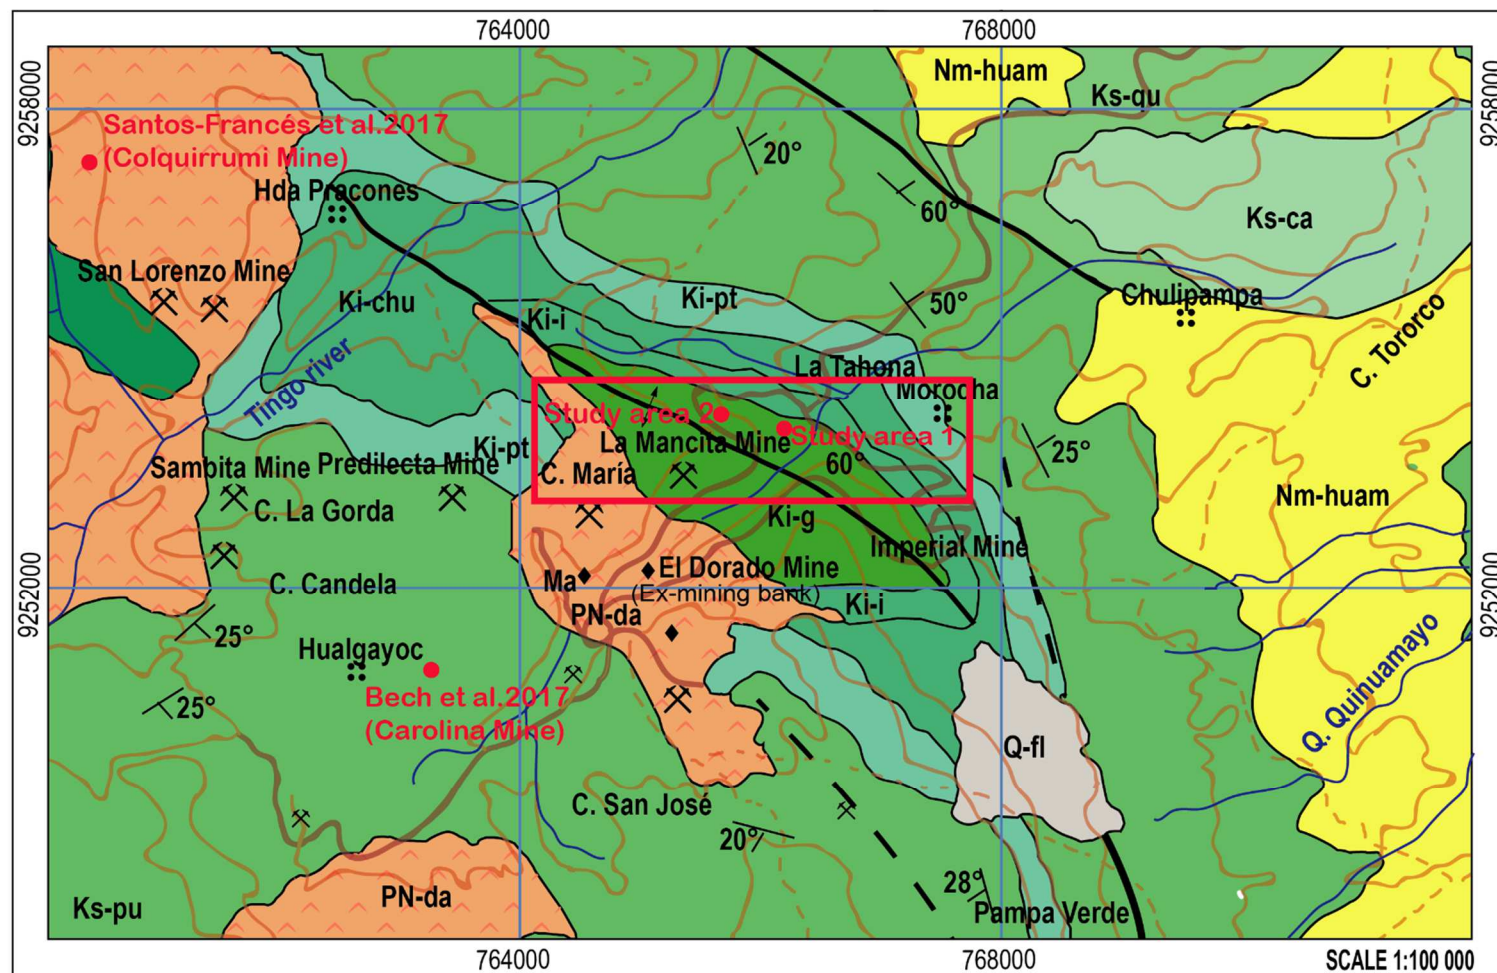 764000
768000
9258000
9258000
Nm-huam
Ks-qu
Santos-Francés et al.2017
(Colquirrumi Mine)
20°
Hda Pracones
60°
Ks-ca
San Lorenzo Mine
Ki-chu
Ki-pt
50°
Chulipampa
Ki-i
C. Tororco
Tingo river
La Tahona
Morocha
Study area 2
Study area 1
La Mancita Mine
Ki-pt
25°
Sambita Mine
Predilecta Mine
C. María
60°
Nm-huam
C. La Gorda
Ki-g
Imperial Mine
9252000
9252000
C. Candela
Ma
El Dorado Mine
(Ex-mining bank)
Ki-i
PN-da
25°
Hualgayoc
Q. Quinuamayo
Bech et al.2017
(Carolina Mine)
25°
Q-fl
C. San José
20°
28°
PN-da
Ks-pu
Pampa Verde
764000
768000
SCALE 1:100 000